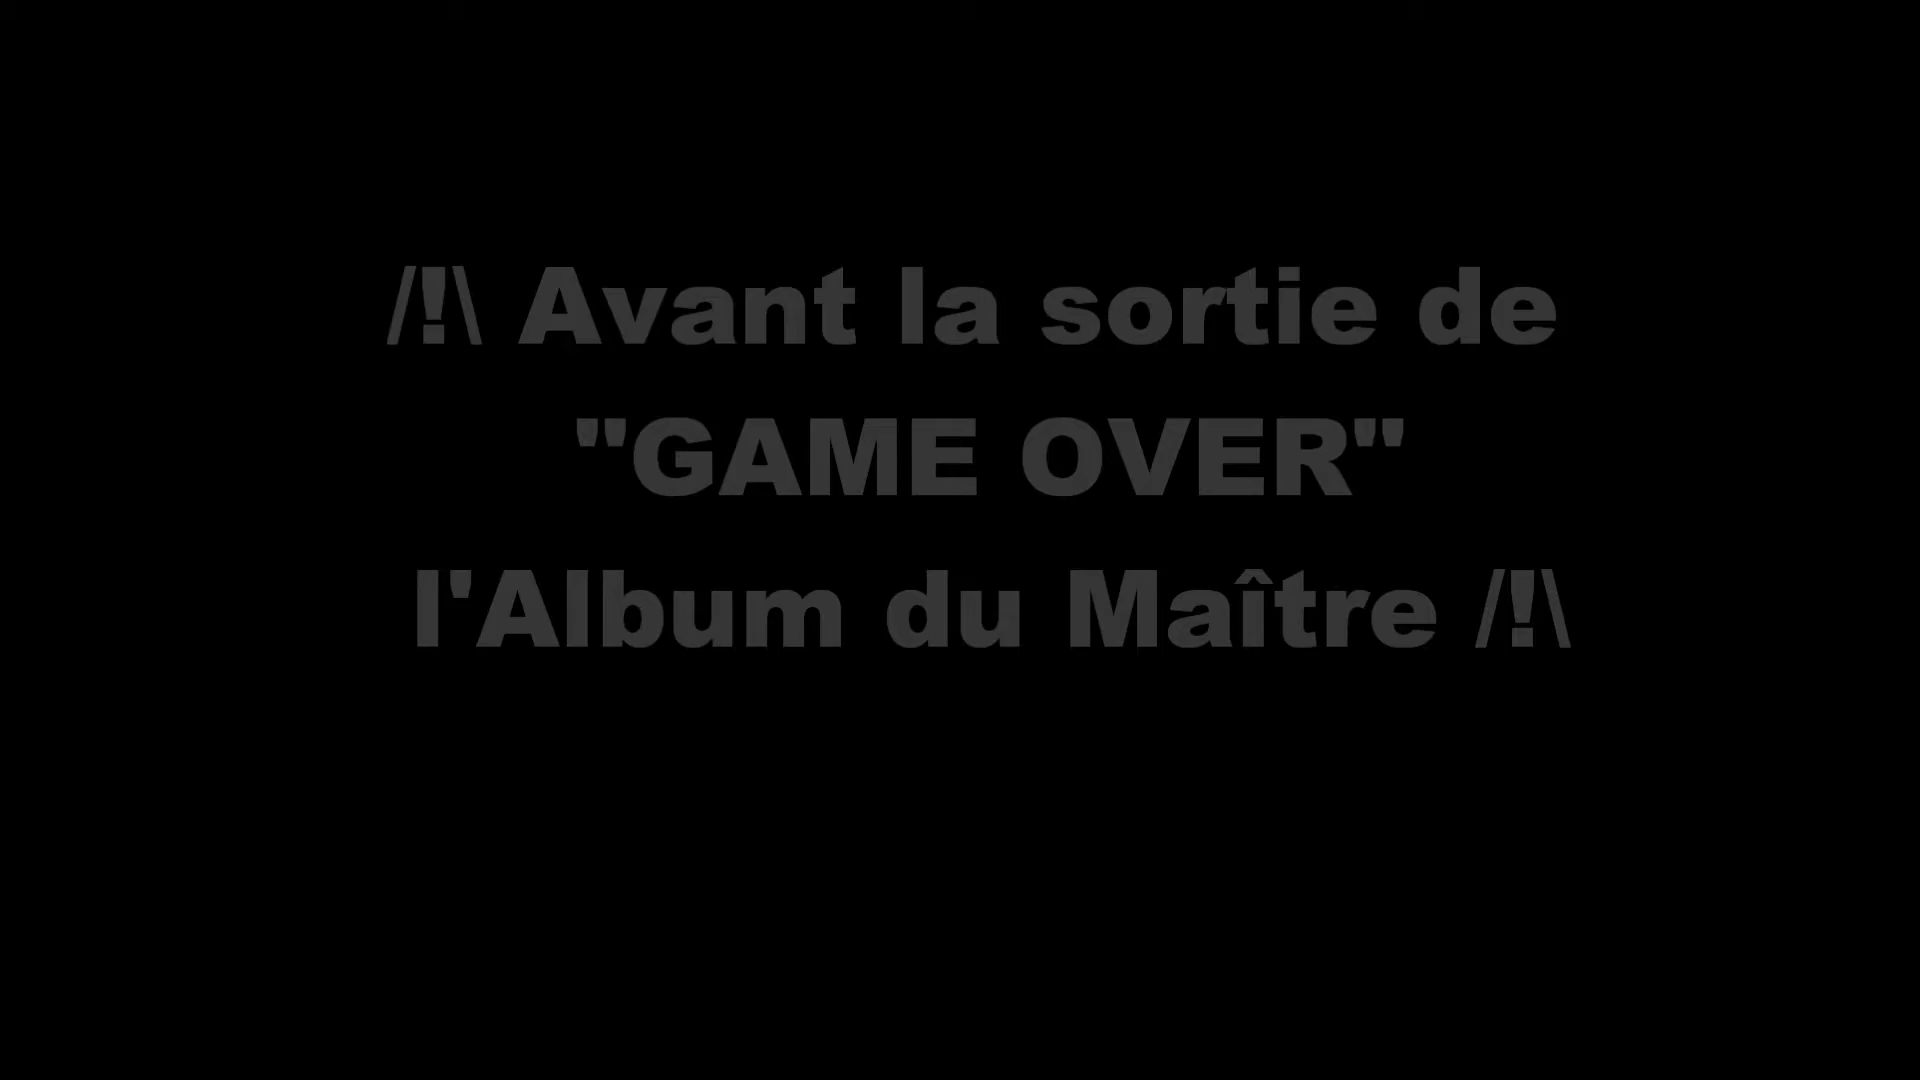 /!\ Avant la sortie de
"GAME OVER"
l'Album du Maître /!\